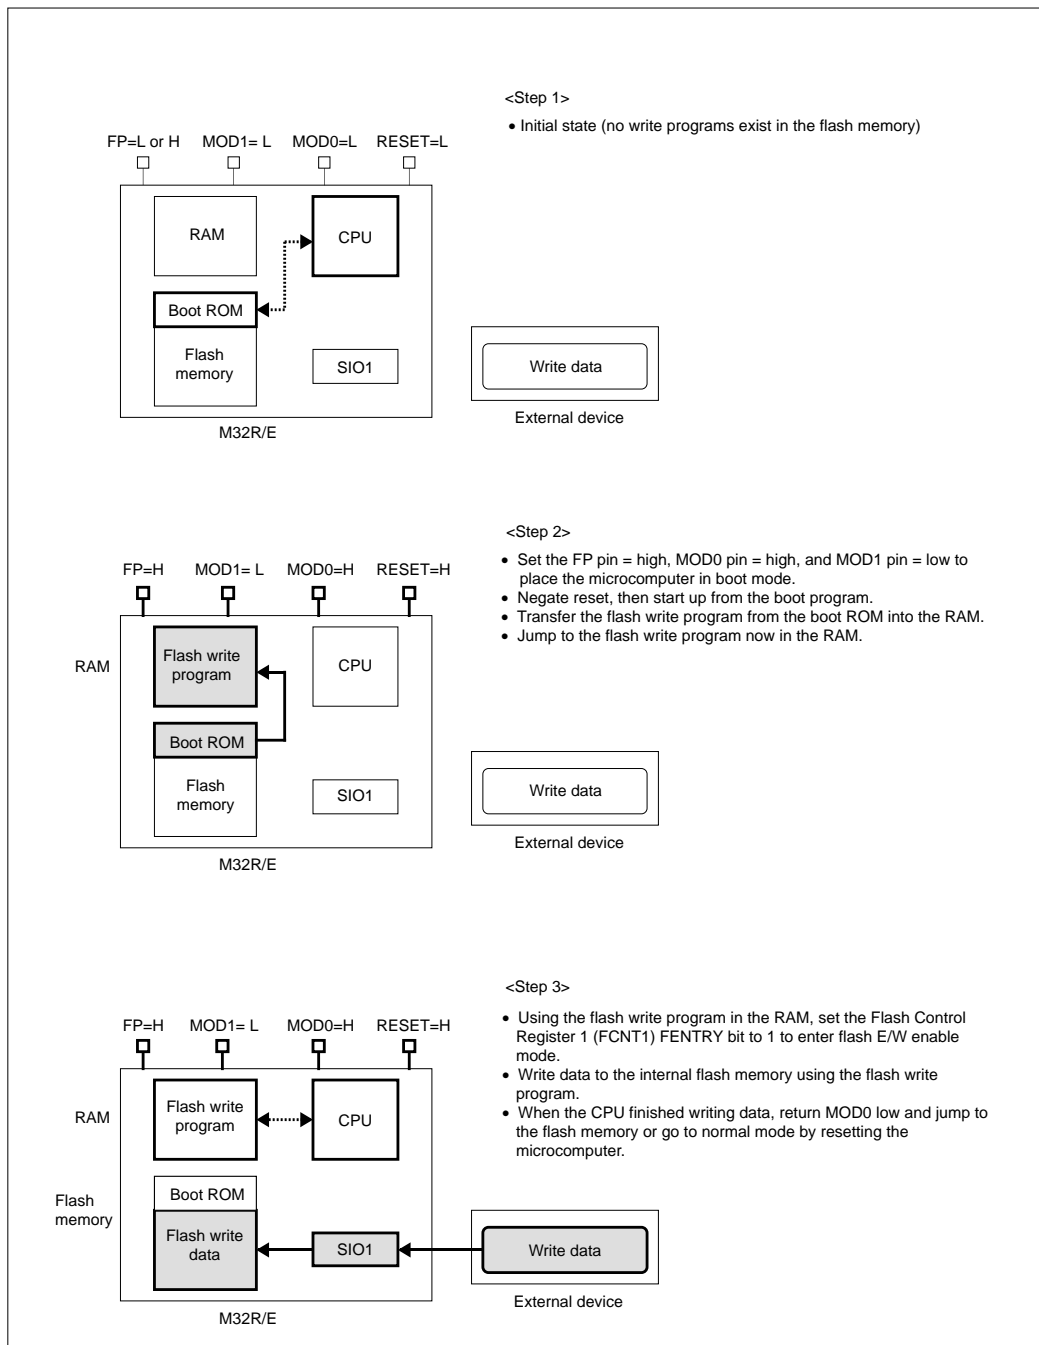 <Step 1>
• Initial state (no write programs exist in the flash memory)
FP=L or H MOD1= L MOD0=L RESET=L
RAM
CPU
Boot ROM
Flash
memory
SIO1
Write data
External device
M32R/E
<Step 2>
• Set the FP pin = high, MOD0 pin = high, and MOD1 pin = low to
place the microcomputer in boot mode.
• Negate reset, then start up from the boot program.
• Transfer the flash write program from the boot ROM into the RAM.
• Jump to the flash write program now in the RAM.
FP=H MOD1= L MOD0=H RESET=H
RAM
Flash write
program
CPU
Boot ROM
Flash
memory
SIO1
Write data
External device
M32R/E
<Step 3>
• Using the flash write program in the RAM, set the Flash Control
Register 1 (FCNT1) FENTRY bit to 1 to enter flash E/W enable
mode.
• Write data to the internal flash memory using the flash write
program.
• When the CPU finished writing data, return MOD0 low and jump to
the flash memory or go to normal mode by resetting the
microcomputer.
FP=H MOD1= L MOD0=H RESET=H
RAM
Flash write
program
CPU
Flash
memory
Boot ROM
Flash write
data
SIO1
Write data
External device
M32R/E